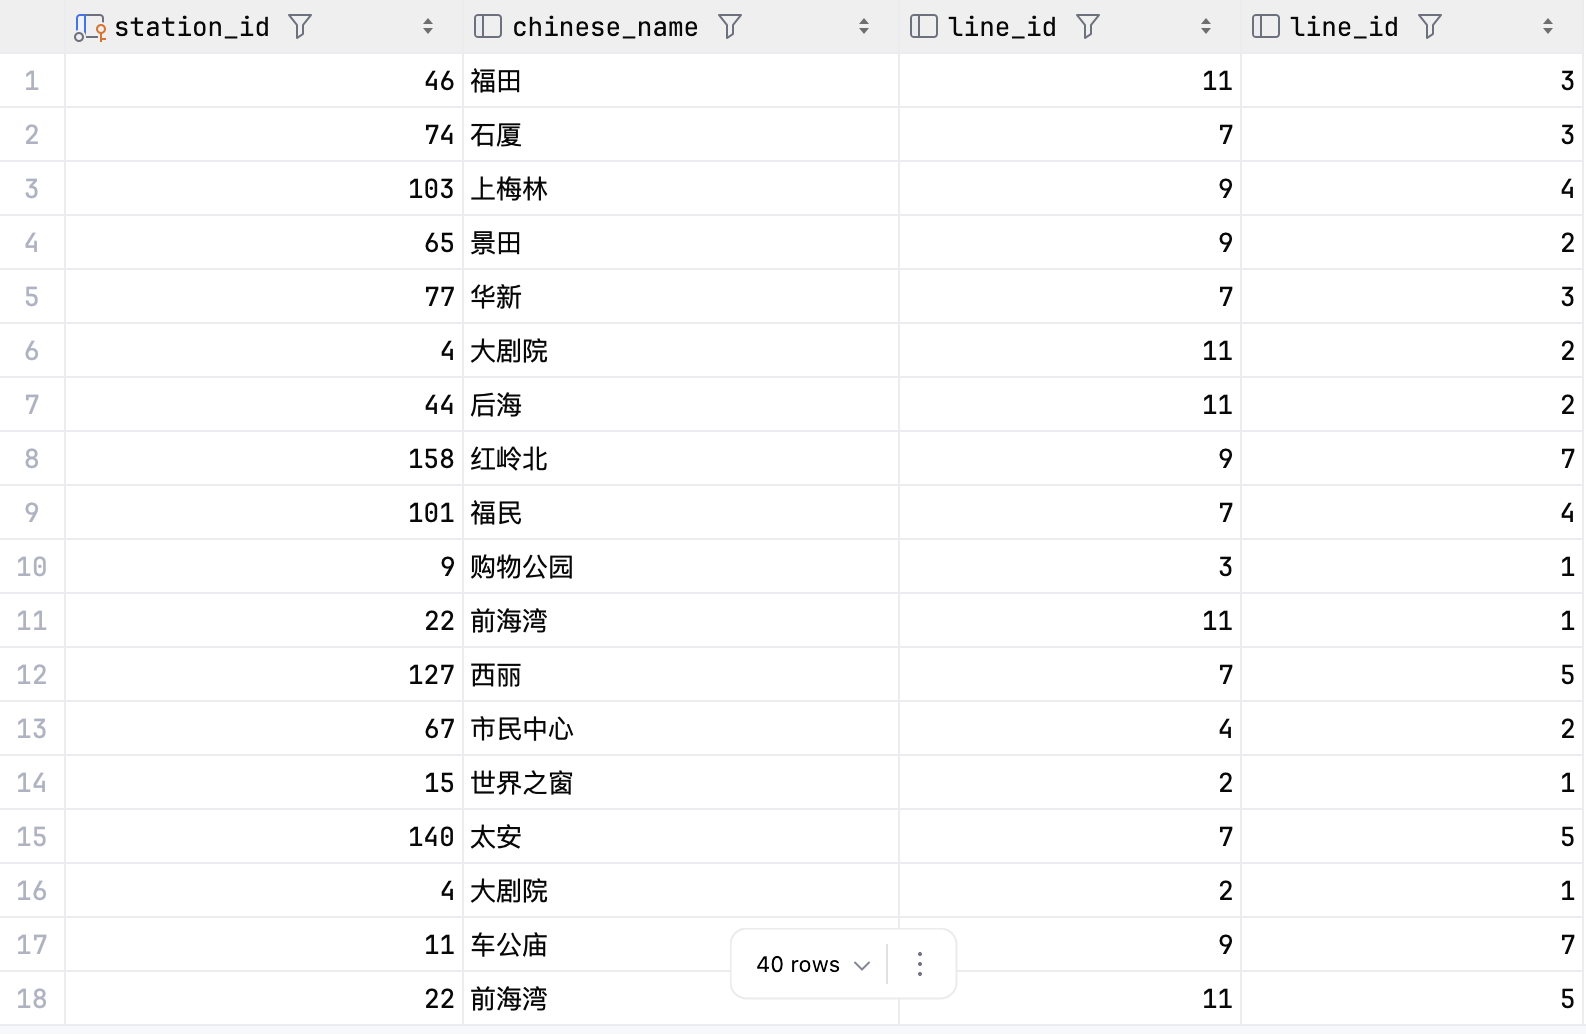 station_id chinese_name line_id line_id
1 46 福田 11 3
2 74 石厦 7 3
3 103 上梅林 9 4
4 65 景田 9 2
5 77 华新 7 3
6 4 大剧院 11 2
7 44 后海 11 2
8 158 红岭北 9 7
9 101 福民 7 4
10 9 购物公园 3 1
11 22 前海湾 11 1
12 127 西丽 7 5
13 67 市民中心 4 2
14 15 世界之窗 2 1
15 140 太安 7 5
16 4 大剧院 2 1
17 11 车公庙 9 7
40 rows
18 22 前海湾 11 5